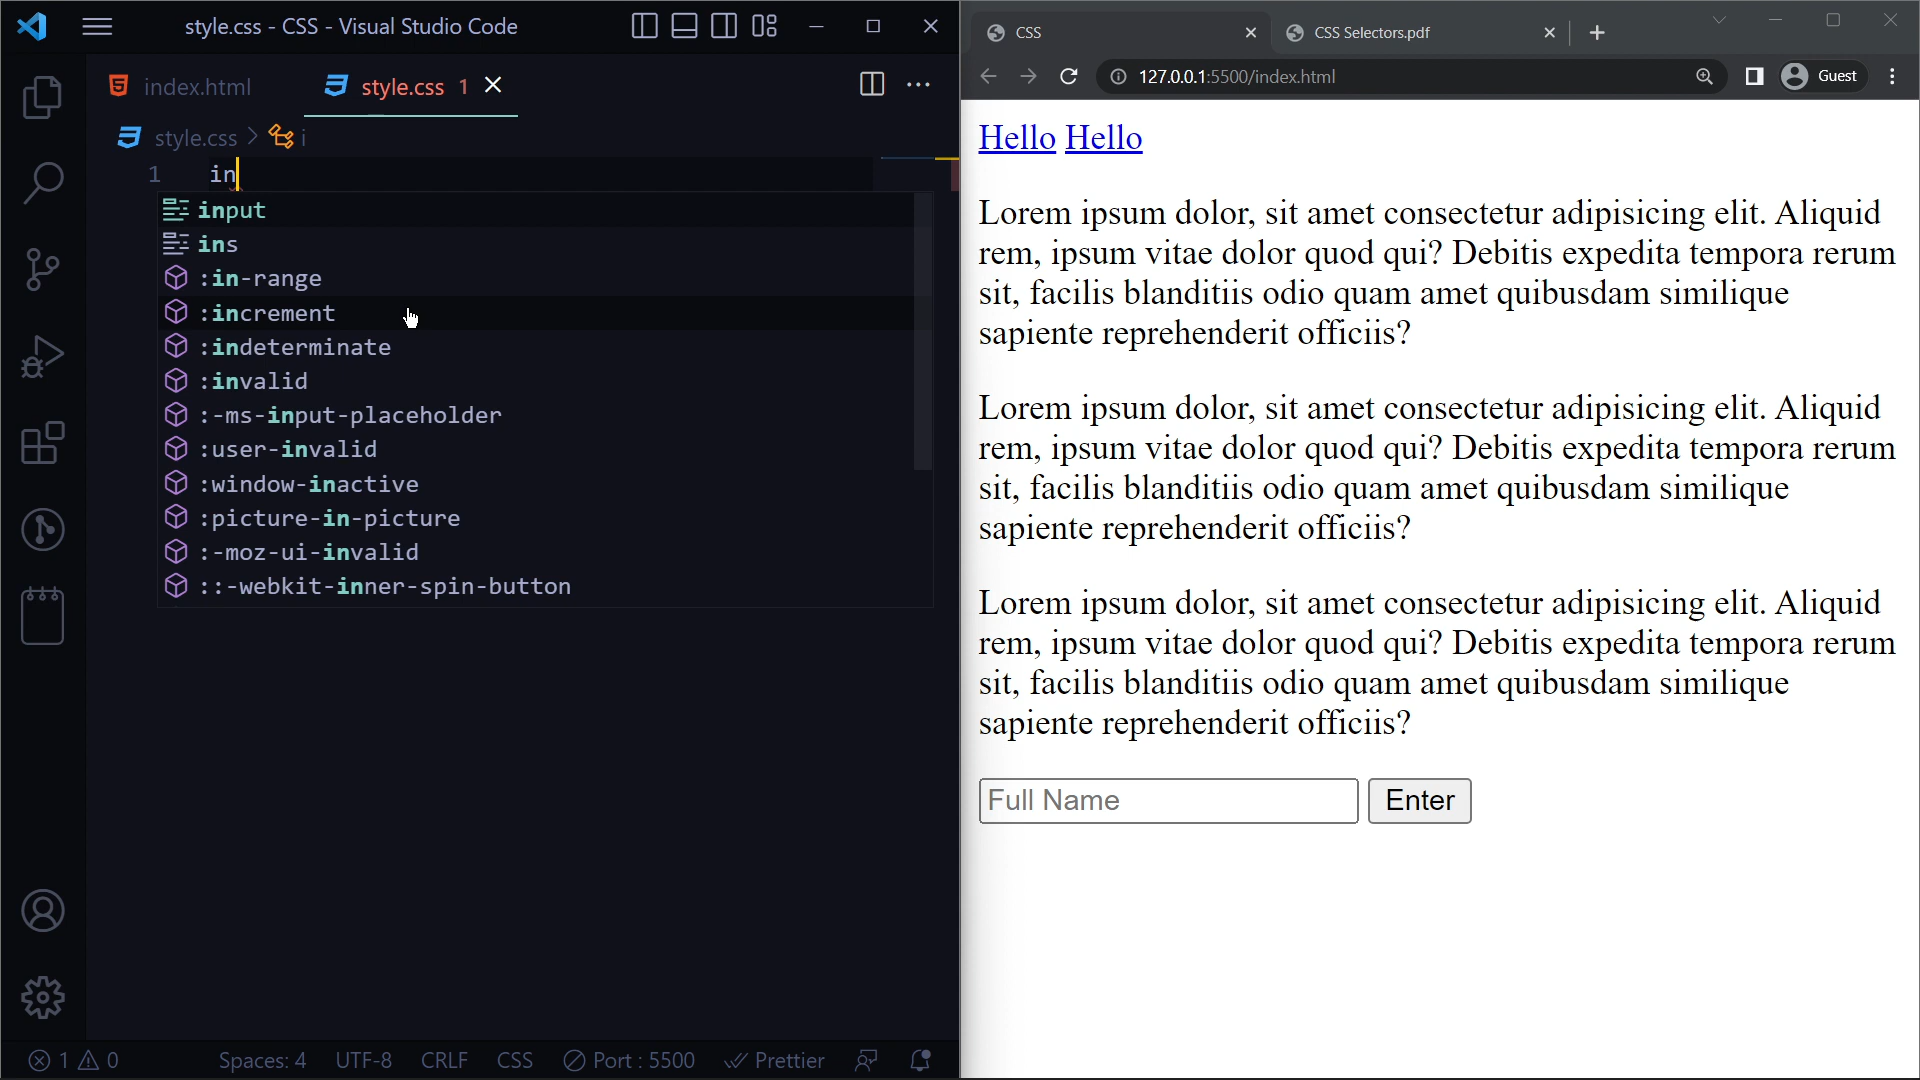 style.css - CSS - Visual Studio Code
index.html
style.css 1
style.css > i
1 in
input
ins
:in-range
:increment
:indeterminate
:invalid
:-ms-input-placeholder
:user-invalid
:window-inactive
:picture-in-picture
:-moz-ui-invalid
::-webkit-inner-spin-button
1 0
Spaces: 4
UTF-8
CRLF
CSS
Port : 5500
Prettier
CSS
CSS Selectors.pdf
127.0.0.1:5500/index.html
Guest
Hello Hello
Lorem ipsum dolor, sit amet consectetur adipisicing elit. Aliquid
rem, ipsum vitae dolor quod qui? Debitis expedita tempora rerum
sit, facilis blanditiis odio quam amet quibusdam similique
sapiente reprehenderit officiis?
Lorem ipsum dolor, sit amet consectetur adipisicing elit. Aliquid
rem, ipsum vitae dolor quod qui? Debitis expedita tempora rerum
sit, facilis blanditiis odio quam amet quibusdam similique
sapiente reprehenderit officiis?
Lorem ipsum dolor, sit amet consectetur adipisicing elit. Aliquid
rem, ipsum vitae dolor quod qui? Debitis expedita tempora rerum
sit, facilis blanditiis odio quam amet quibusdam similique
sapiente reprehenderit officiis?
Full Name
Enter